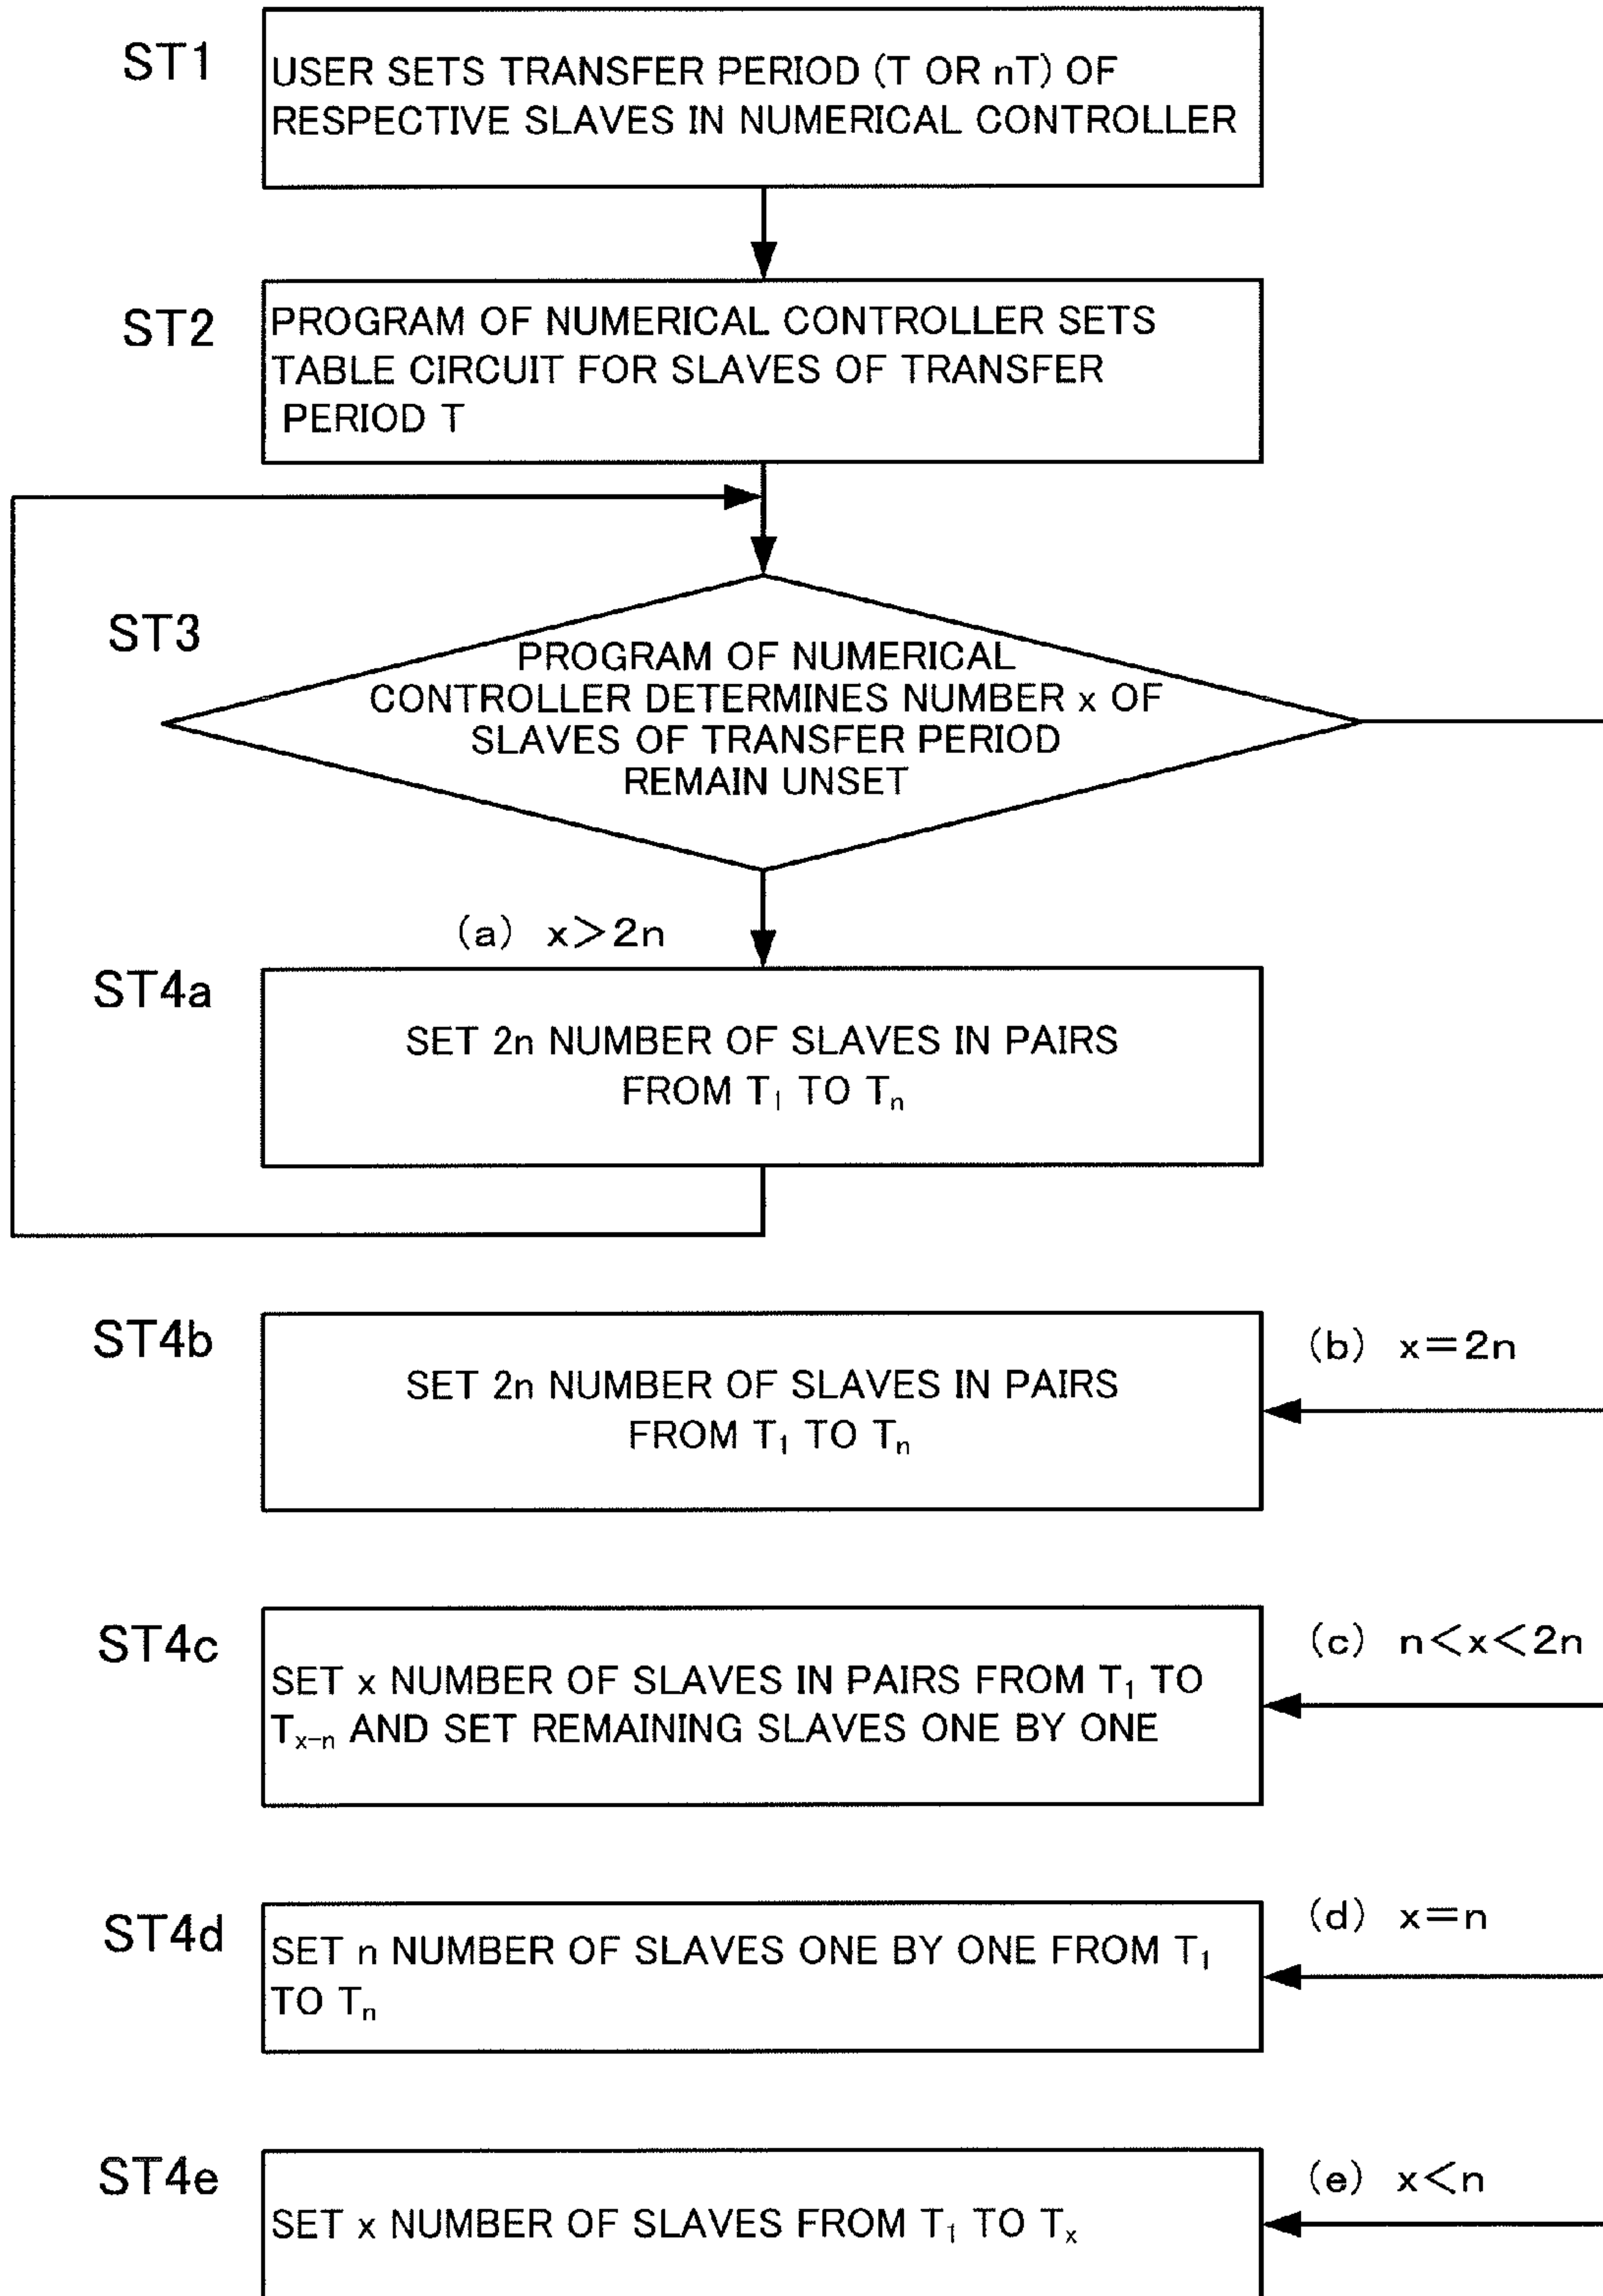 ST1
USER SETS TRANSFER PERIOD (T OR nT) OF
RESPECTIVE SLAVES IN NUMERICAL CONTROLLER
ST2
PROGRAM OF NUMERICAL CONTROLLER SETS
TABLE CIRCUIT FOR SLAVES OF TRANSFER
PERIOD T
ST3
PROGRAM OF NUMERICAL
CONTROLLER DETERMINES NUMBER x OF
SLAVES OF TRANSFER PERIOD
REMAIN UNSET
(a) x>2n
ST4a
SET 2n NUMBER OF SLAVES IN PAIRS
FROM T₁ TO Tₙ
ST4b
(b) x=2n
SET 2n NUMBER OF SLAVES IN PAIRS
FROM T₁ TO Tₙ
ST4c
(c) n<x<2n
SET x NUMBER OF SLAVES IN PAIRS FROM T₁ TO
Tₓ₋ₙ AND SET REMAINING SLAVES ONE BY ONE
ST4d
(d) x=n
SET n NUMBER OF SLAVES ONE BY ONE FROM T₁
TO Tₙ
ST4e
(e) x<n
SET x NUMBER OF SLAVES FROM T₁ TO Tₓ